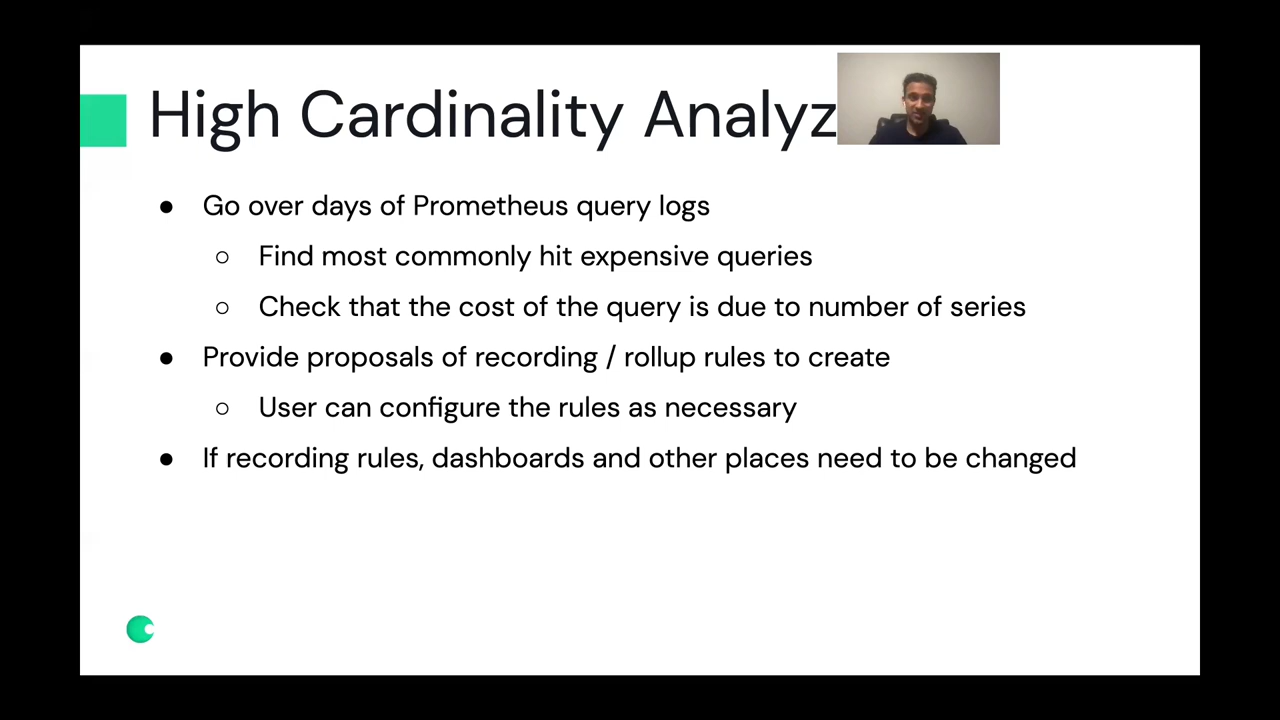 High Cardinality Analyz
● Go over days of Prometheus query logs
○ Find most commonly hit expensive queries
○ Check that the cost of the query is due to number of series
● Provide proposals of recording / rollup rules to create
○ User can configure the rules as necessary
● If recording rules, dashboards and other places need to be changed